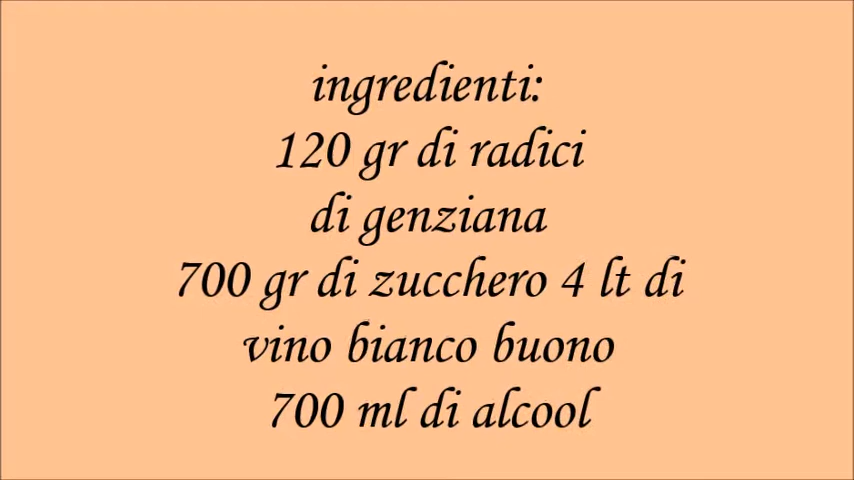 ingredienti:
120 gr di radici
di genziana
700 gr di zucchero 4 lt di
vino bianco buono
700 ml di alcool